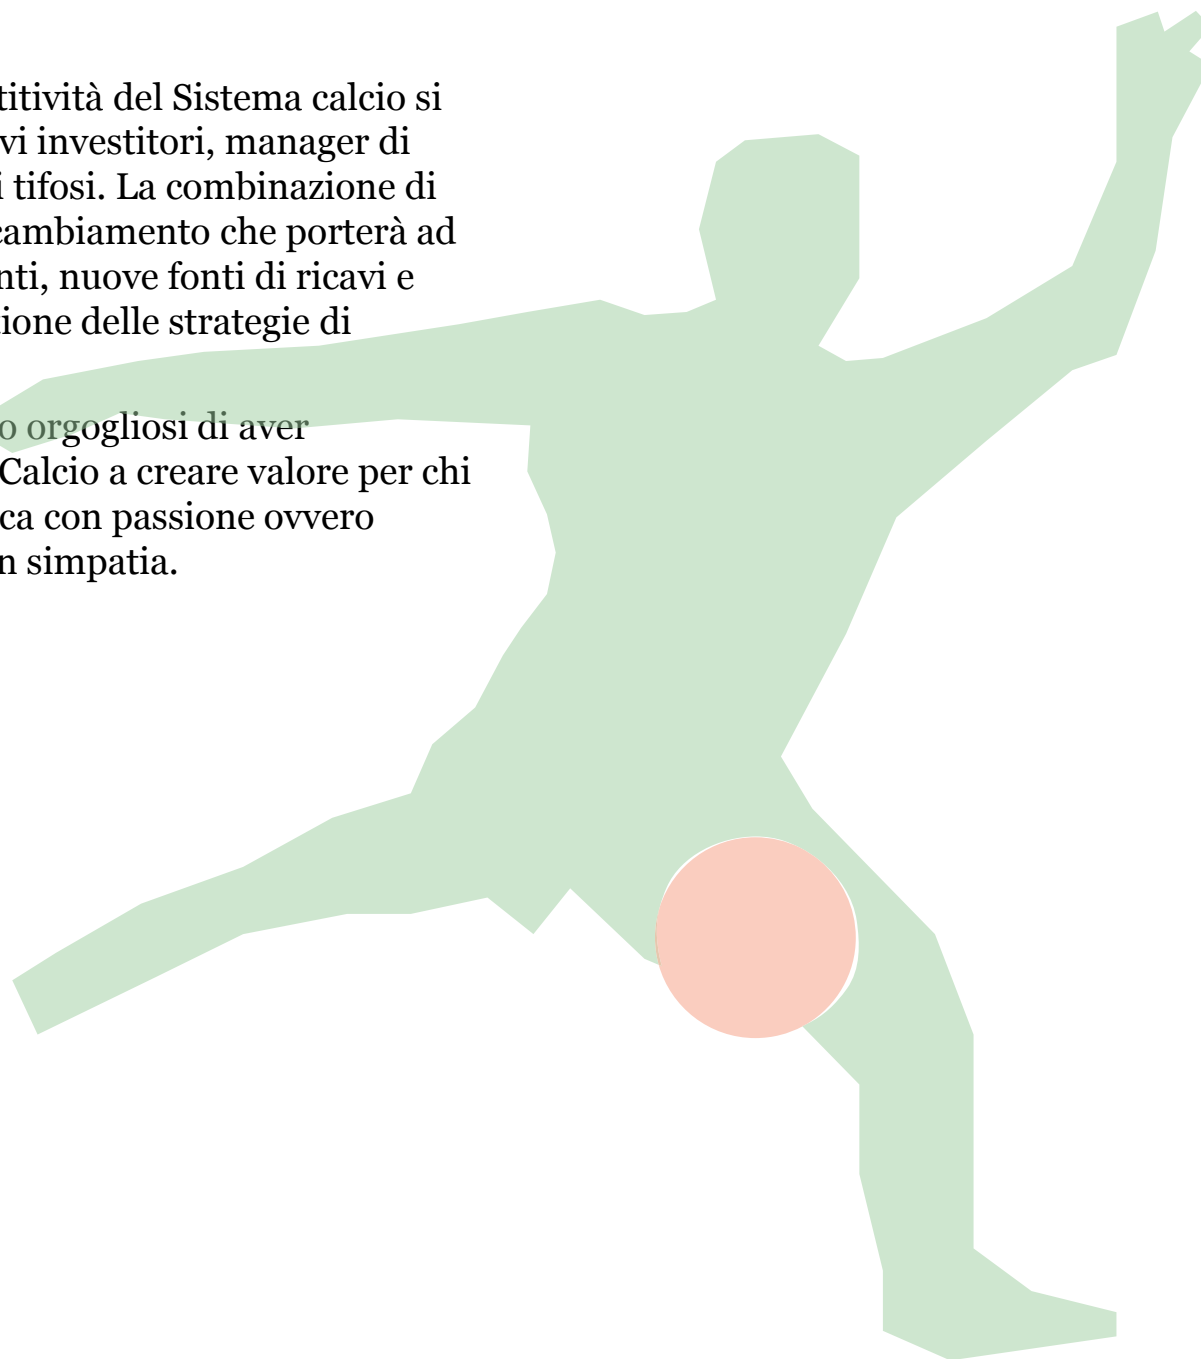 titività del Sistema calcio si
vi investitori, manager di
i tifosi. La combinazione di
cambiamento che porterà ad
nti, nuove fonti di ricavi e
ione delle strategie di
o orgogliosi di aver
Calcio a creare valore per chi
ca con passione ovvero
n simpatia.